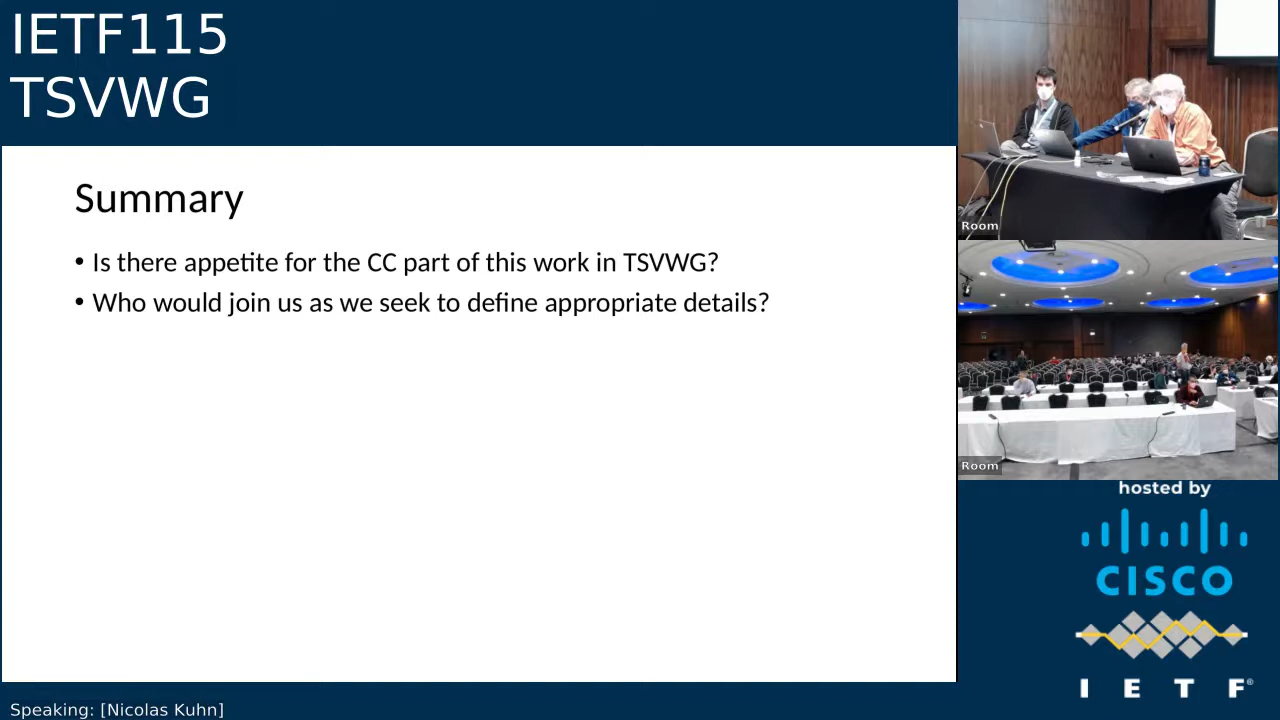 IETF115
TSVWG
Summary
• Is there appetite for the CC part of this work in TSVWG?
• Who would join us as we seek to define appropriate details?
Room
Room
hosted by
CISCO
I E T F®
Speaking: [Nicolas Kuhn]